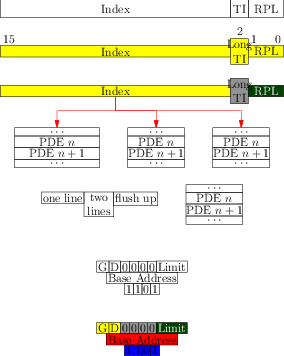 Index TI RPL
15 2 1 0
Index Long TI RPL
Index Long TI RPL
... ... ...
PDE n PDE n PDE n
PDE n + 1 PDE n + 1 PDE n + 1
... ... ...
one line two lines flush up
...
PDE n
PDE n + 1
...
G D 0 0 0 0 Limit
Base Address
1 1 0 1
G D 0 0 0 0 Limit
Base Address
1 1 0 1